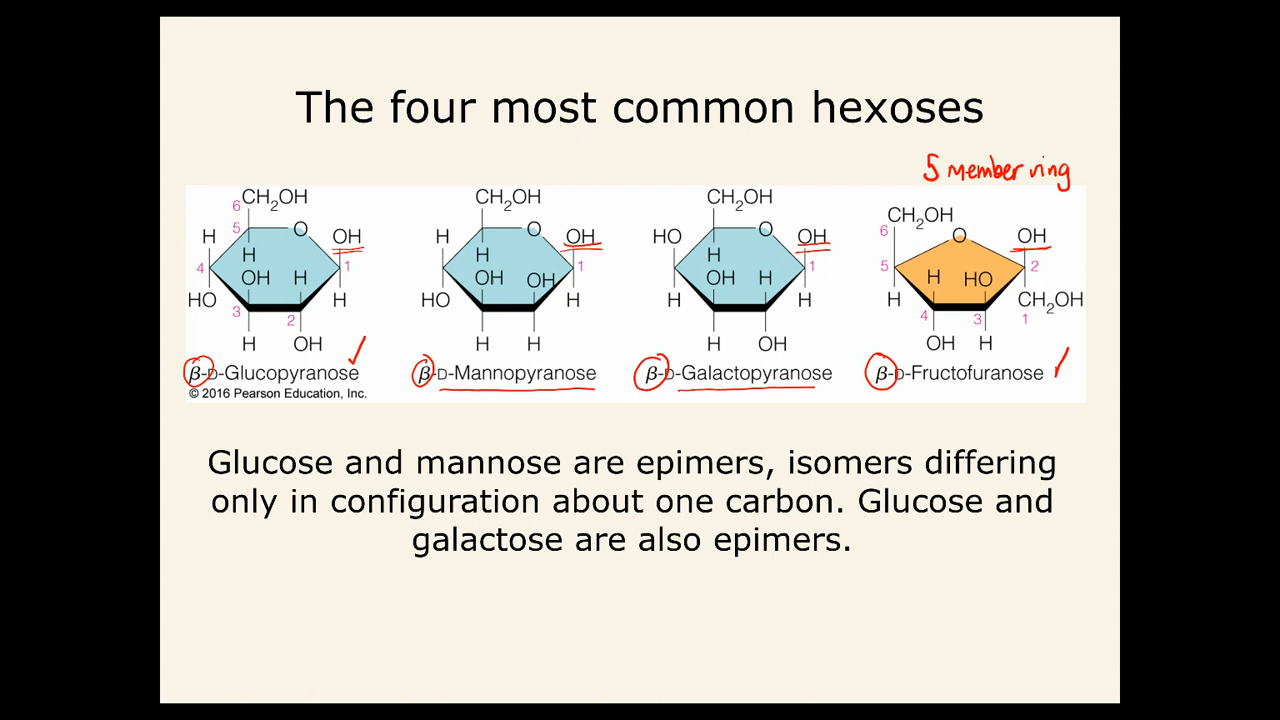 The four most common hexoses
5 member ring
6 CH₂OH CH₂OH CH₂OH 6 CH₂OH
5 O O O O
H OH H OH HO OH OH
H H H
4 1 1 1 5 2
OH H OH OH OH H H HO
HO H HO H H H H CH₂OH
3 2 4 3 1
H OH H H H OH OH H
β-D-Glucopyranose ✓ β-D-Mannopyranose β-D-Galactopyranose β-D-Fructofuranose ✓
© 2016 Pearson Education, Inc.
Glucose and mannose are epimers, isomers differing
only in configuration about one carbon. Glucose and
galactose are also epimers.